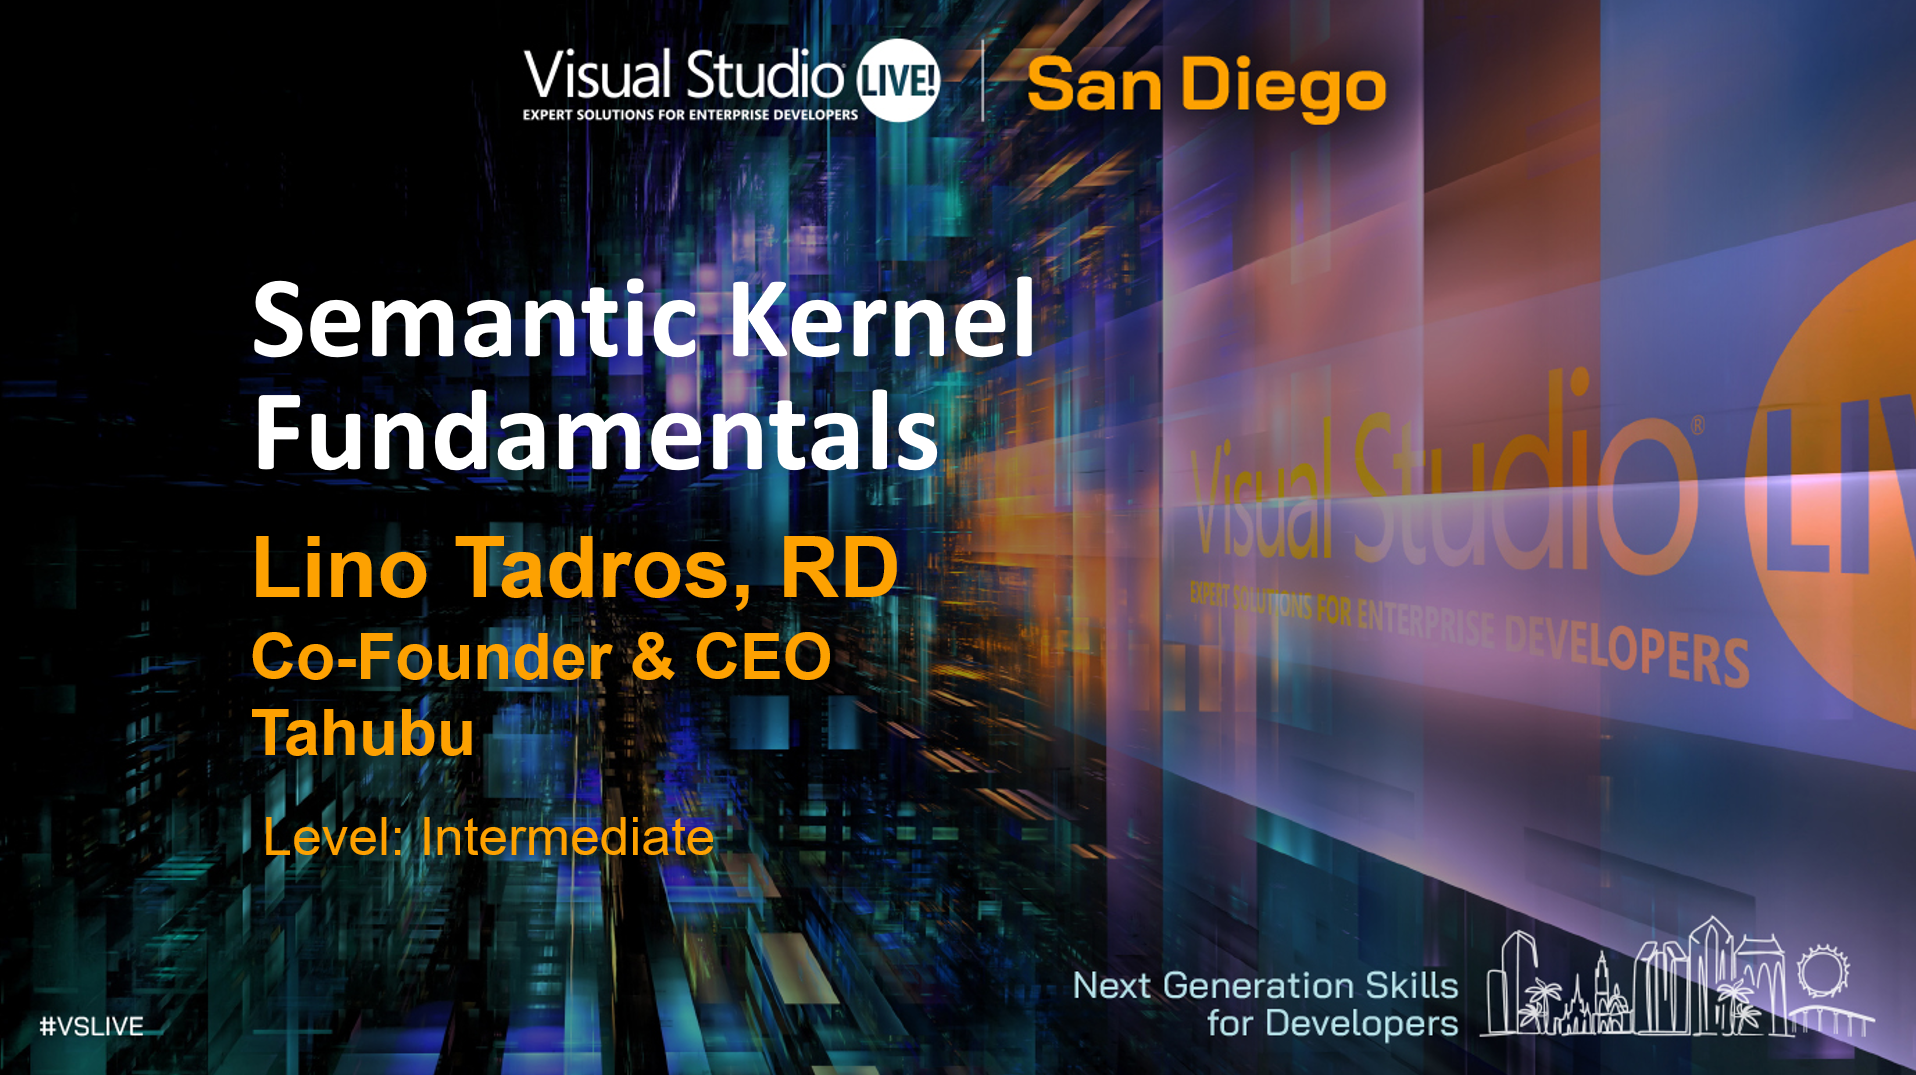 Visual Studio LIVE!
EXPERT SOLUTIONS FOR ENTERPRISE DEVELOPERS
San Diego
Semantic Kernel
Fundamentals
Lino Tadros, RD
Co-Founder & CEO
Tahubu
Level: Intermediate
Visual Studio® LIV
EXPERT SOLUTIONS FOR ENTERPRISE DEVELOPERS
Next Generation Skills
for Developers
#VSLIVE